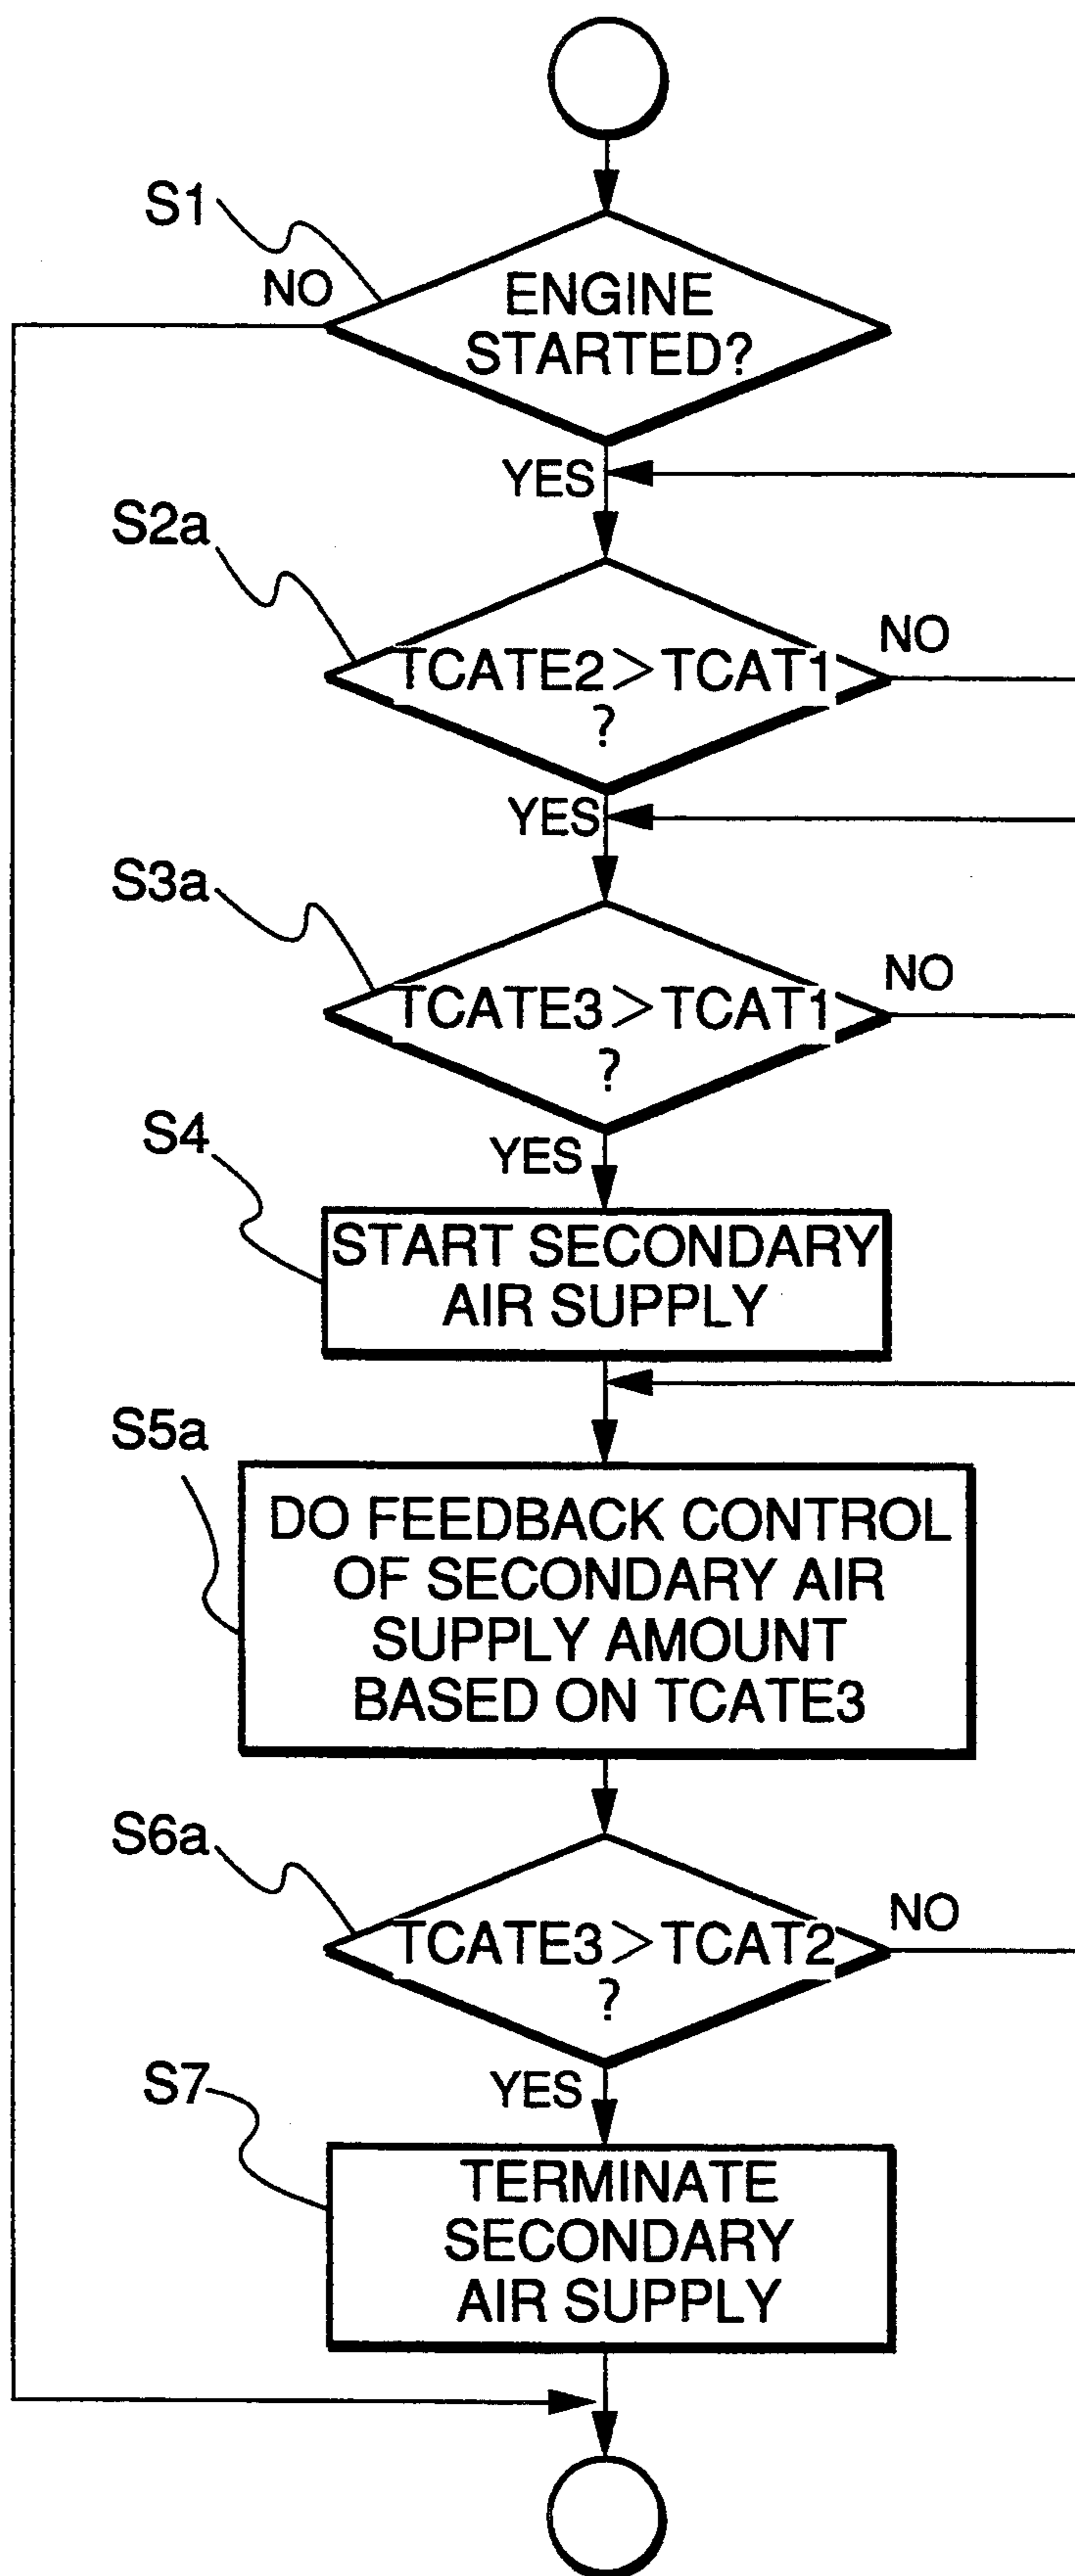 S1
NO
ENGINE
STARTED?
YES
S2a
NO
TCATE2>TCAT1
?
YES
S3a
NO
TCATE3>TCAT1
?
S4
YES
START SECONDARY
AIR SUPPLY
S5a
DO FEEDBACK CONTROL
OF SECONDARY AIR
SUPPLY AMOUNT
BASED ON TCATE3
S6a
NO
TCATE3>TCAT2
?
S7
YES
TERMINATE
SECONDARY
AIR SUPPLY